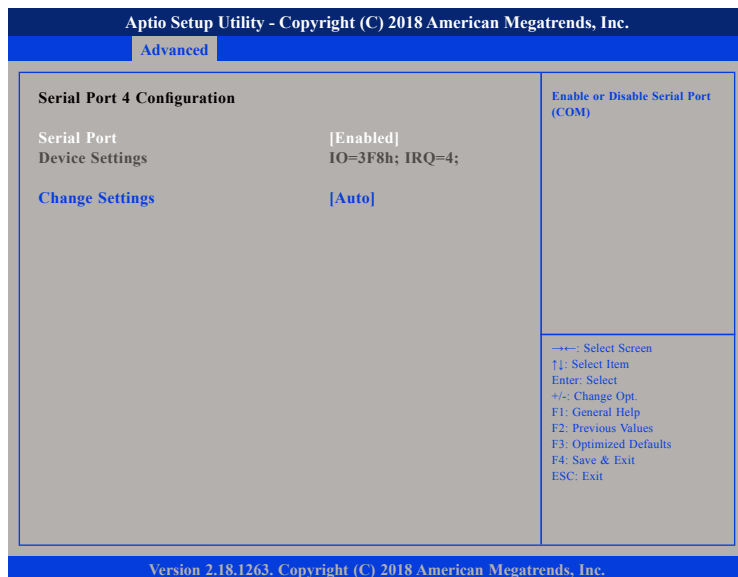 Aptio Setup Utility - Copyright (C) 2018 American Megatrends, Inc.
Advanced
Serial Port 4 Configuration
Serial Port [Enabled]
Device Settings IO=3F8h; IRQ=4;
Change Settings [Auto]
Enable or Disable Serial Port
(COM)
→←: Select Screen
↑↓: Select Item
Enter: Select
+/-: Change Opt.
F1: General Help
F2: Previous Values
F3: Optimized Defaults
F4: Save & Exit
ESC: Exit
Version 2.18.1263. Copyright (C) 2018 American Megatrends, Inc.